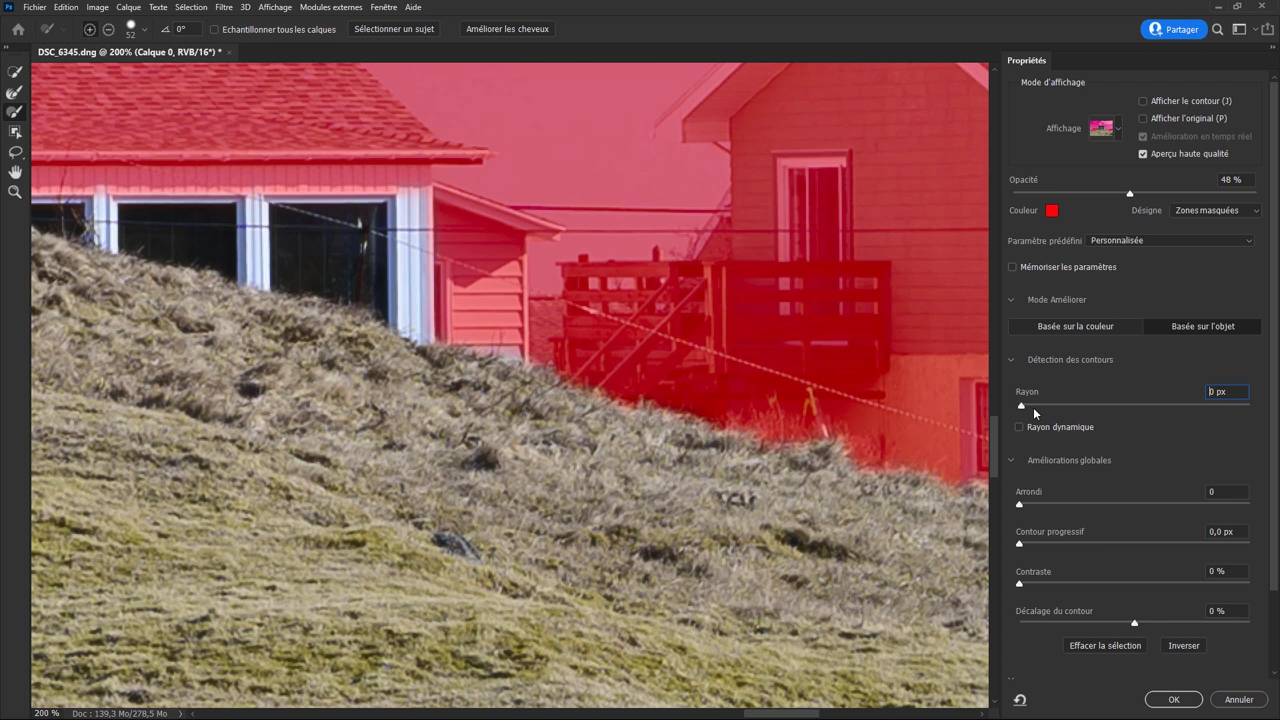 Ps Fichier Edition Image Calque Texte Sélection Filtre 3D Affichage Modules externes Fenêtre Aide
52 0° Echantillonner tous les calques Sélectionner un sujet Améliorer les cheveux Partager
DSC_6345.dng @ 200% (Calque 0, RVB/16*) * ×
Propriétés
Mode d'affichage
Afficher le contour (J)
Afficher l'original (P)
Affichage
Amélioration en temps réel
Aperçu haute qualité
Opacité 48 %
Couleur Désigne Zones masquées
Paramètre prédéfini Personnalisée
Mémoriser les paramètres
Mode Améliorer
Basée sur la couleur Basée sur l'objet
Détection des contours
Rayon 0 px
Rayon dynamique
Améliorations globales
Arrondi 0
Contour progressif 0,0 px
Contraste 0 %
Décalage du contour 0 %
Effacer la sélection Inverser
OK Annuler
200 % Doc : 139,3 Mo/278,5 Mo